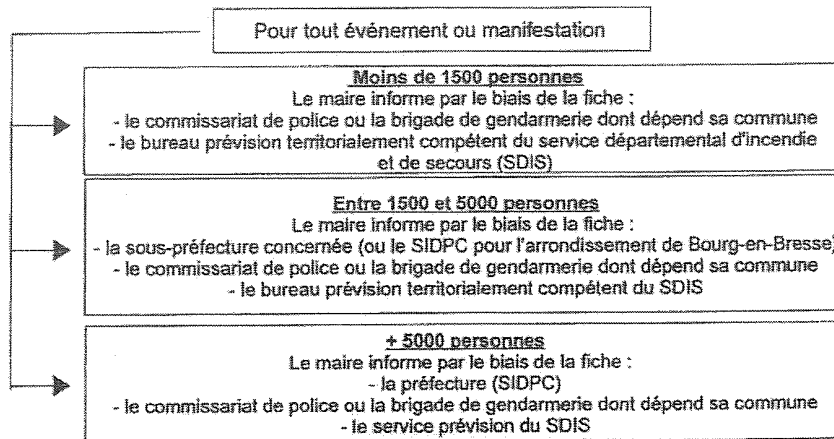 Pour tout événement ou manifestation
Moins de 1500 personnes
Le maire informe par le biais de la fiche :
- le commissariat de police ou la brigade de gendarmerie dont dépend sa commune
- le bureau prévision territorialement compétent du service départemental d'incendie
et de secours (SDIS)
Entre 1500 et 5000 personnes
Le maire informe par le biais de la fiche :
- la sous-préfecture concernée (ou le SIDPC pour l'arrondissement de Bourg-en-Bresse)
- le commissariat de police ou la brigade de gendarmerie dont dépend sa commune
- le bureau prévision territorialement compétent du SDIS
+ 5000 personnes
Le maire informe par le biais de la fiche :
- la préfecture (SIDPC)
- le commissariat de police ou la brigade de gendarmerie dont dépend sa commune
- le service prévision du SDIS